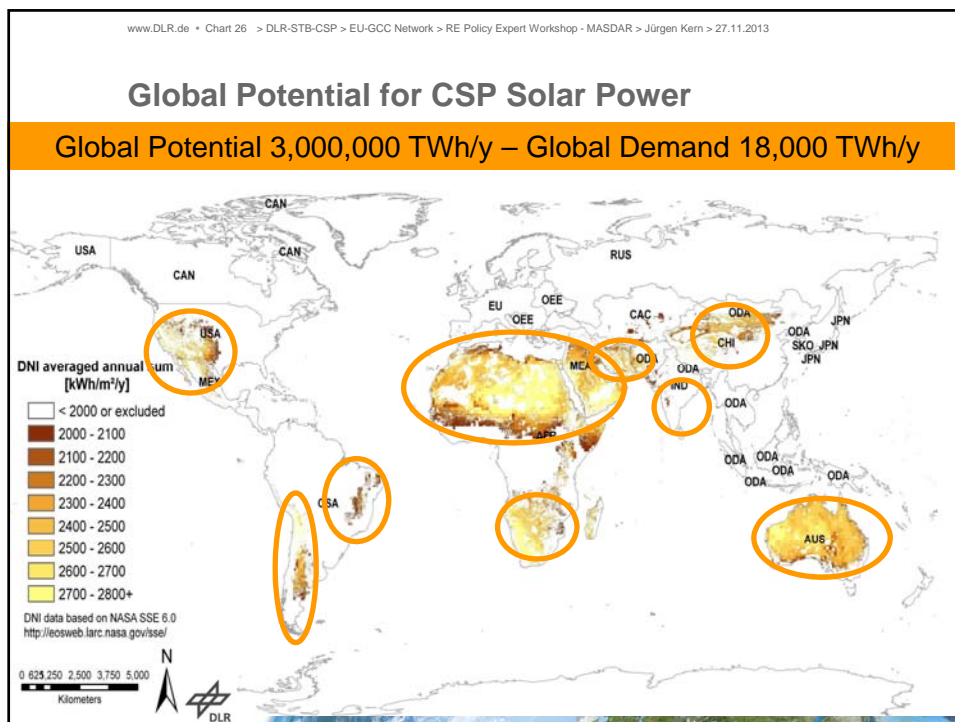 www.DLR.de • Chart 26 > DLR-STB-CSP > EU-GCC Network > RE Policy Expert Workshop - MASDAR > Jürgen Kern > 27.11.2013
Global Potential for CSP Solar Power
Global Potential 3,000,000 TWh/y – Global Demand 18,000 TWh/y
CAN
USA
CAN
CAN
RUS
EU
OEE
OEE
CAC
ODA
JPN
ODA
SKO
JPN
JPN
CHI
USA
MEX
MEA
ODA
ODA
IND
ODA
AFR
ODA
ODA
ODA
ODA
ODA
CSA
AUS
DNI averaged annual sum
[kWh/m²/y]
< 2000 or excluded
2000 - 2100
2100 - 2200
2200 - 2300
2300 - 2400
2400 - 2500
2500 - 2600
2600 - 2700
2700 - 2800+
DNI data based on NASA SSE 6.0
http://eosweb.larc.nasa.gov/sse/
N
0 625 1,250 2,500 3,750 5,000
Kilometers
DLR